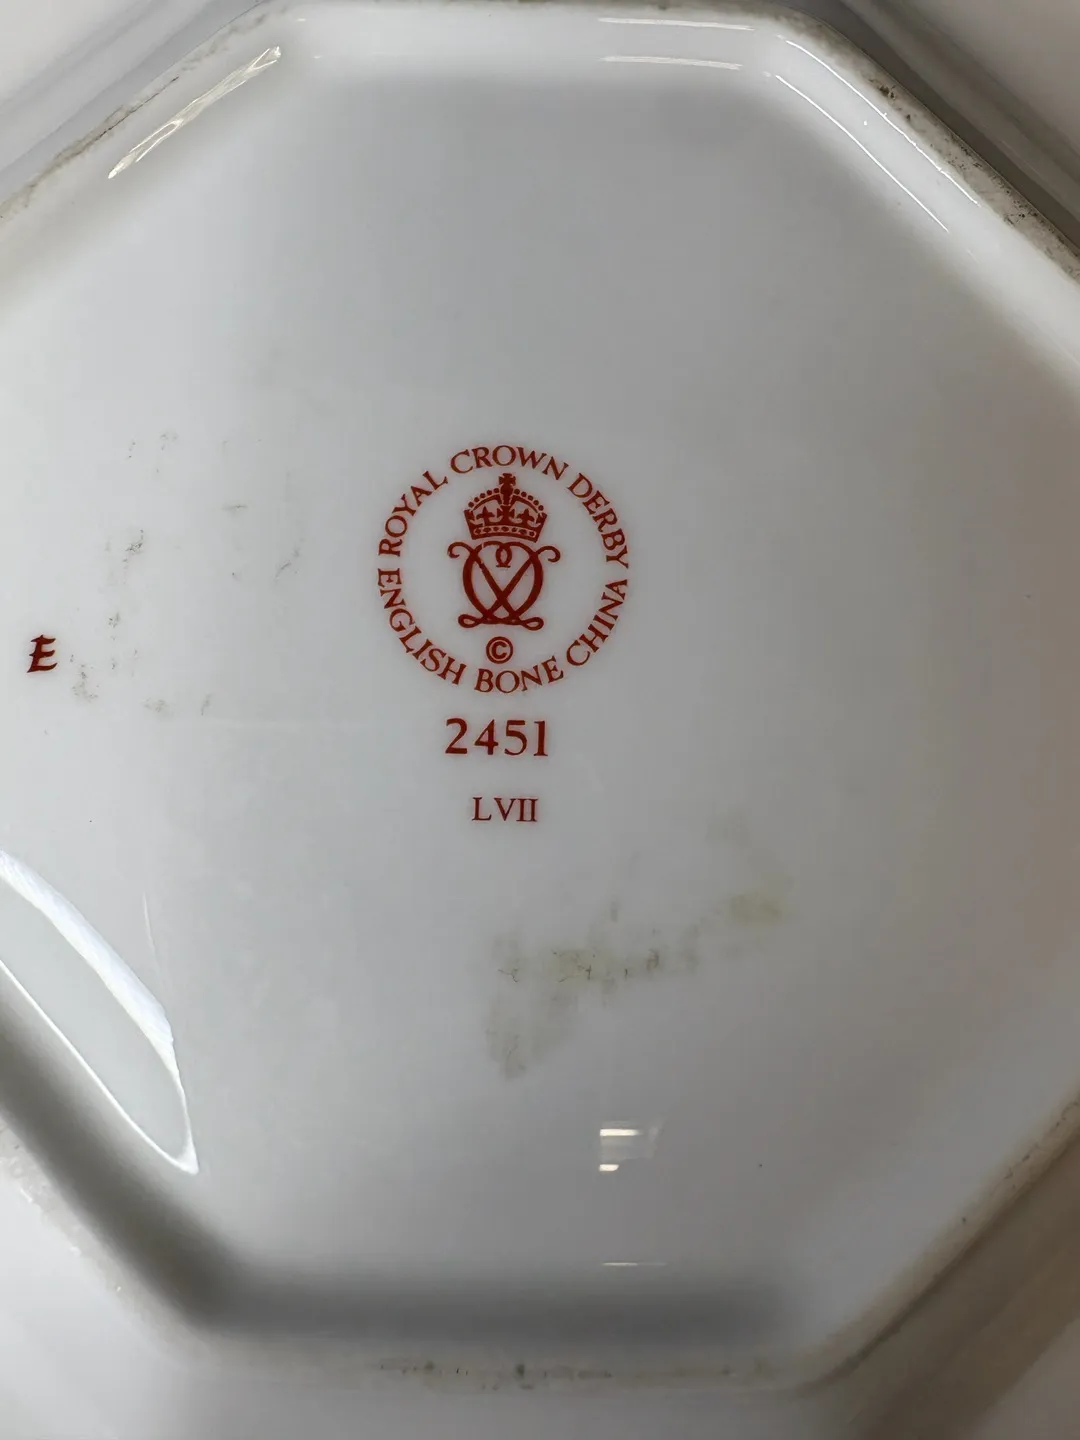 ROYAL CROWN DERBY
ENGLISH BONE CHINA
©
2451
LVII
E